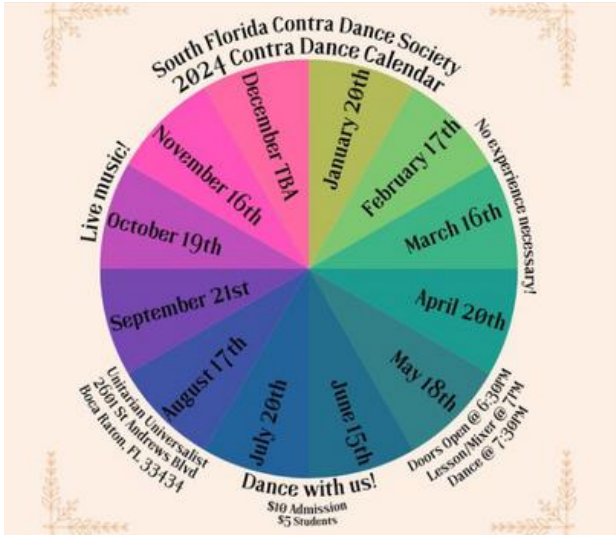 South Florida Contra Dance Society
2024 Contra Dance Calendar
January 20th
February 17th
March 16th
April 20th
May 18th
June 15th
July 20th
August 17th
September 21st
October 19th
November 16th
December TBA
No experience necessary!
Doors Open @ 6:30PM
Lesson/Mixer @ 7PM
Dance @ 7:30PM
Dance with us!
$10 Admission
$5 Students
Unitarian Universalist
2601 St Andrews Blvd
Boca Raton, FL 33434
Live music!